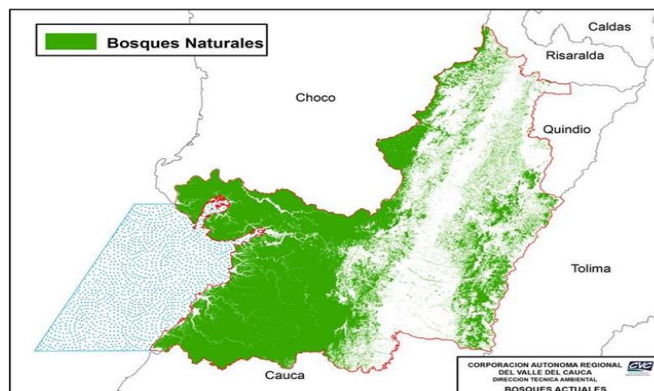 Bosques Naturales
Caldas
Risaralda
Choco
Quindio
Tolima
Cauca
CORPORACION AUTONOMA REGIONAL
DEL VALLE DEL CAUCA
DIRECCION TECNICA AMBIENTAL
BOSQUES ACTUALES
CVC